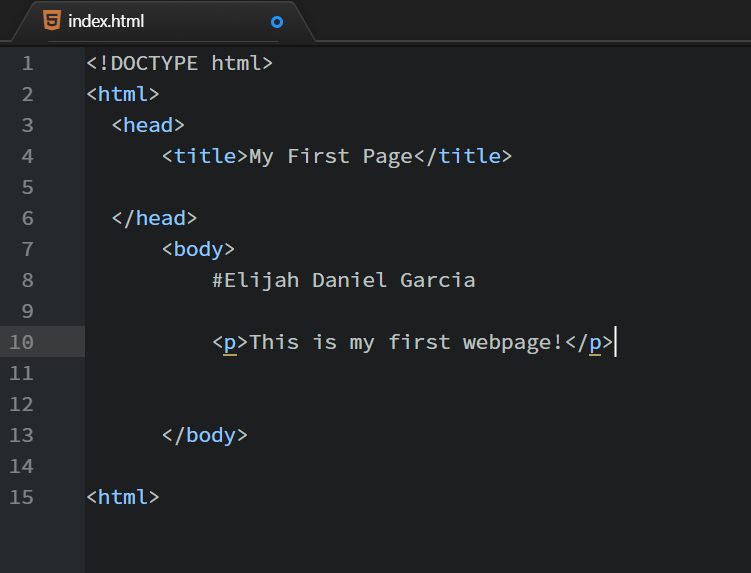 index.html
1 <!DOCTYPE html>
2 <html>
3 <head>
4 <title>My First Page</title>
5
6 </head>
7 <body>
8 #Elijah Daniel Garcia
9
10 <p>This is my first webpage!</p>
11
12
13 </body>
14
15 <html>